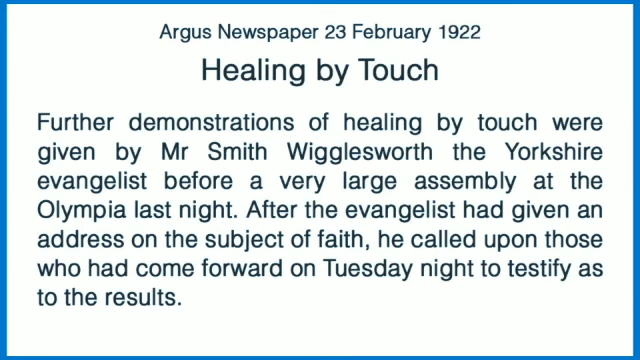 Argus Newspaper 23 February 1922
Healing by Touch
Further demonstrations of healing by touch were
given by Mr Smith Wigglesworth the Yorkshire
evangelist before a very large assembly at the
Olympia last night. After the evangelist had given an
address on the subject of faith, he called upon those
who had come forward on Tuesday night to testify as
to the results.